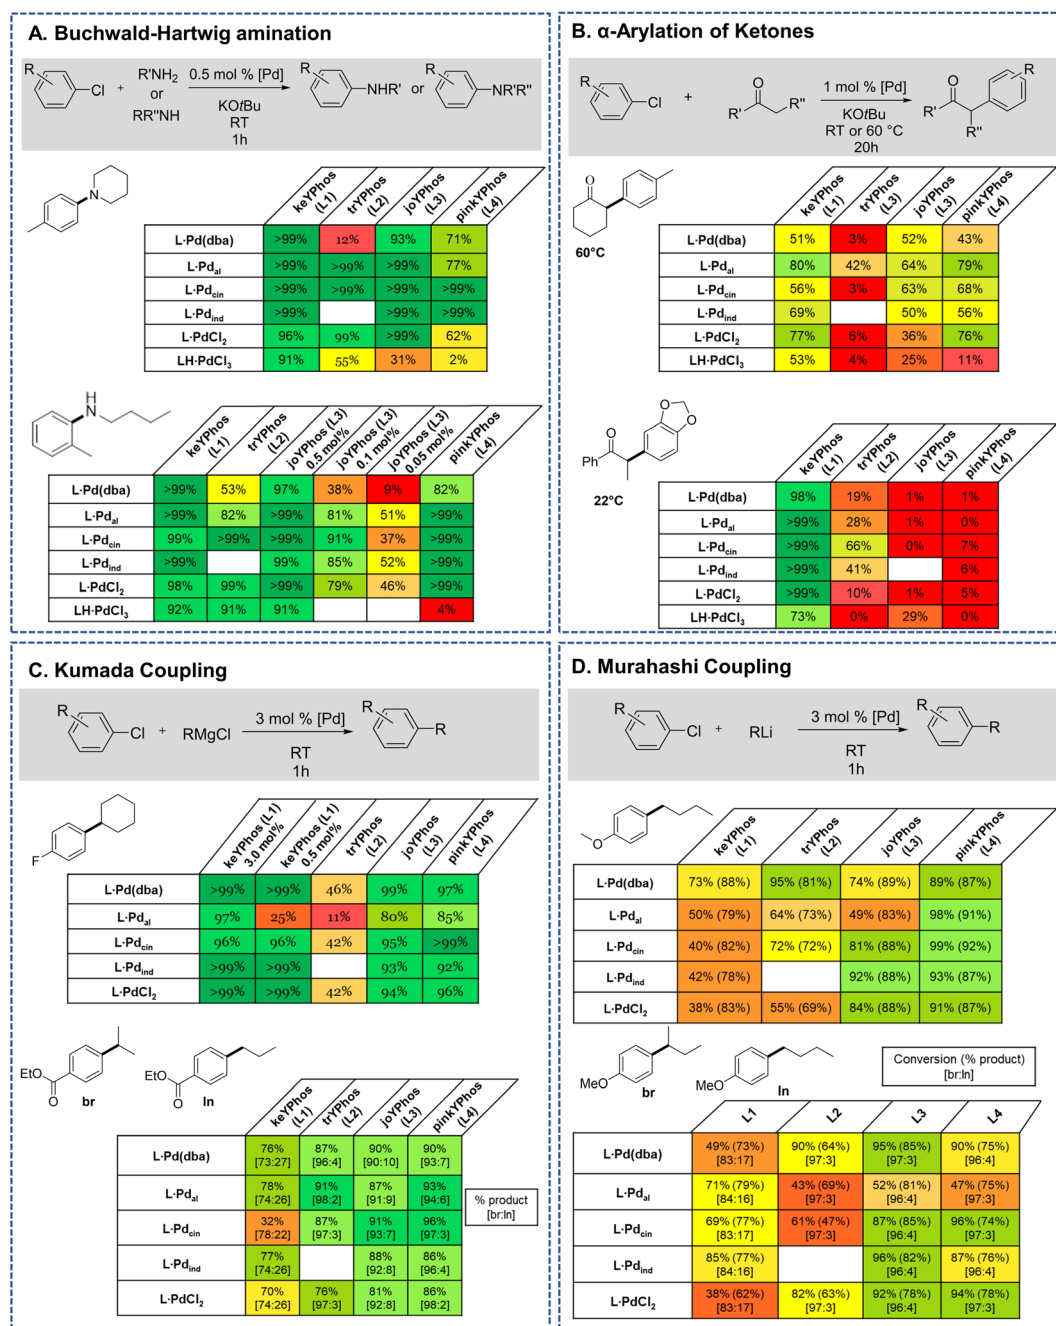 A. Buchwald-Hartwig amination
R
Cl
+
R'NH2
or
RR"NH
0.5 mol % [Pd]
KOtBu
RT
1h
R
NHR'
or
R
NR'R"
N
keYPhos (L1) trYPhos (L2) joYPhos (L3) pinkYPhos (L4)
L·Pd(dba) >99% 12% 93% 71%
L·Pdal >99% >99% >99% 77%
L·Pdcin >99% >99% >99% >99%
L·Pdind >99% >99% >99%
L·PdCl2 96% 99% >99% 62%
LH·PdCl3 91% 55% 31% 2%
H
N
keYPhos (L1) trYPhos (L2) joYPhos (L3) 0.5 mol% joYPhos (L3) 0.1 mol% joYPhos (L3) 0.05 mol% pinkYPhos (L4)
L·Pd(dba) >99% 53% 97% 38% 9% 82%
L·Pdal >99% 82% >99% 81% 51% >99%
L·Pdcin 99% >99% >99% 91% 37% >99%
L·Pdind >99% 99% 85% 52% >99%
L·PdCl2 98% 99% >99% 79% 46% >99%
LH·PdCl3 92% 91% 91% 4%
B. α-Arylation of Ketones
R
Cl
+
O
R'
R"
1 mol % [Pd]
KOtBu
RT or 60 °C
20h
O
R'
R"
R
O
60°C
keYPhos (L1) trYPhos (L3) joYPhos (L3) pinkYPhos (L4)
L·Pd(dba) 51% 3% 52% 43%
L·Pdal 80% 42% 64% 79%
L·Pdcin 56% 3% 63% 68%
L·Pdind 69% 50% 56%
L·PdCl2 77% 6% 36% 76%
LH·PdCl3 53% 4% 25% 11%
O
O
O
Ph
22°C
keYPhos (L1) trYPhos (L2) joYPhos (L3) pinkYPhos (L4)
L·Pd(dba) 98% 19% 1% 1%
L·Pdal >99% 28% 1% 0%
L·Pdcin >99% 66% 0% 7%
L·Pdind >99% 41% 6%
L·PdCl2 >99% 10% 1% 5%
LH·PdCl3 73% 0% 29% 0%
C. Kumada Coupling
R
Cl
+
RMgCl
3 mol % [Pd]
RT
1h
R
R
F
keYPhos (L1) 3.0 mol% keYPhos (L1) 0.5 mol% trYPhos (L2) joYPhos (L3) pinkYPhos (L4)
L·Pd(dba) >99% >99% 46% 99% 97%
L·Pdal 97% 25% 11% 80% 85%
L·Pdcin 96% 96% 42% 95% >99%
L·Pdind >99% >99% 93% 92%
L·PdCl2 >99% >99% 42% 94% 96%
EtO
O
br
EtO
O
ln
keYPhos (L1) trYPhos (L2) joYPhos (L3) pinkYPhos (L4)
L·Pd(dba) 76% [73:27] 87% [96:4] 90% [90:10] 90% [93:7]
L·Pdal 78% [74:26] 91% [98:2] 87% [91:9] 93% [94:6]
L·Pdcin 32% [78:22] 87% [97:3] 91% [93:7] 96% [97:3]
L·Pdind 77% [74:26] 88% [92:8] 86% [96:4]
L·PdCl2 70% [74:26] 76% [97:3] 81% [92:8] 86% [98:2]
% product
[br:ln]
D. Murahashi Coupling
R
Cl
+
RLi
3 mol % [Pd]
RT
1h
R
R
O
keYPhos (L1) trYPhos (L2) joYPhos (L3) pinkYPhos (L4)
L·Pd(dba) 73% (88%) 95% (81%) 74% (89%) 89% (87%)
L·Pdal 50% (79%) 64% (73%) 49% (83%) 98% (91%)
L·Pdcin 40% (82%) 72% (72%) 81% (88%) 99% (92%)
L·Pdind 42% (78%) 92% (88%) 93% (87%)
L·PdCl2 38% (83%) 55% (69%) 84% (88%) 91% (87%)
MeO
br
MeO
ln
Conversion (% product)
[br:ln]
L1 L2 L3 L4
L·Pd(dba) 49% (73%) [83:17] 90% (64%) [97:3] 95% (85%) [97:3] 90% (75%) [96:4]
L·Pdal 71% (79%) [84:16] 43% (69%) [97:3] 52% (81%) [96:4] 47% (75%) [97:3]
L·Pdcin 69% (77%) [83:17] 61% (47%) [97:3] 87% (85%) [96:4] 96% (74%) [97:3]
L·Pdind 85% (77%) [84:16] 96% (82%) [96:4] 87% (76%) [96:4]
L·PdCl2 38% (62%) [83:17] 82% (63%) [97:3] 92% (78%) [96:4] 94% (78%) [97:3]